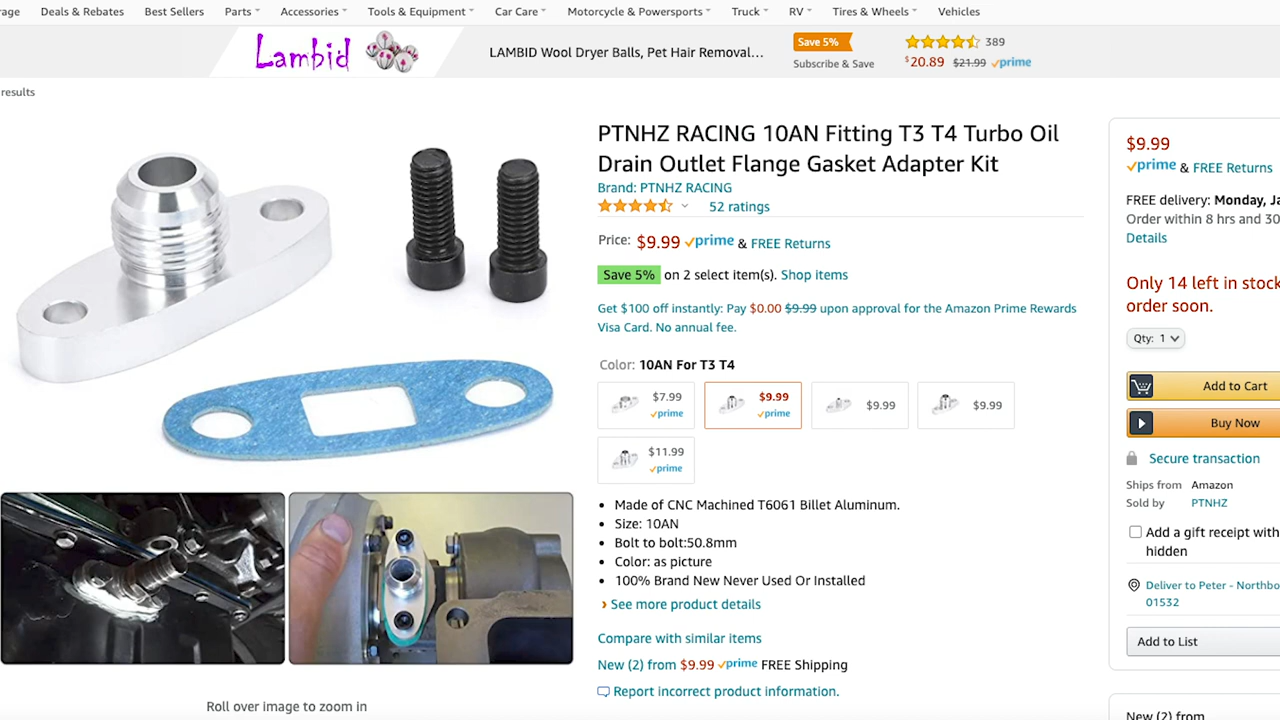 rage Deals & Rebates Best Sellers Parts Accessories Tools & Equipment Car Care Motorcycle & Powersports Truck RV Tires & Wheels Vehicles
Lambid LAMBID Wool Dryer Balls, Pet Hair Removal… Save 5% 389
Subscribe & Save $20.89 $21.99 prime
results
PTNHZ RACING 10AN Fitting T3 T4 Turbo Oil
Drain Outlet Flange Gasket Adapter Kit
Brand: PTNHZ RACING
52 ratings
Price: $9.99 prime & FREE Returns
Save 5% on 2 select item(s). Shop items
Get $100 off instantly: Pay $0.00 $9.99 upon approval for the Amazon Prime Rewards
Visa Card. No annual fee.
Color: 10AN For T3 T4
$7.99 prime
$9.99 prime
$9.99
$9.99
$11.99 prime
Made of CNC Machined T6061 Billet Aluminum.
Size: 10AN
Bolt to bolt:50.8mm
Color: as picture
100% Brand New Never Used Or Installed
See more product details
Compare with similar items
New (2) from $9.99 prime FREE Shipping
Report incorrect product information.
Roll over image to zoom in
$9.99
prime & FREE Returns
FREE delivery: Monday, Ja
Order within 8 hrs and 30
Details
Only 14 left in stock
order soon.
Qty: 1
Add to Cart
Buy Now
Secure transaction
Ships from Amazon
Sold by PTNHZ
Add a gift receipt with
hidden
Deliver to Peter - Northbo
01532
Add to List
New (2) from